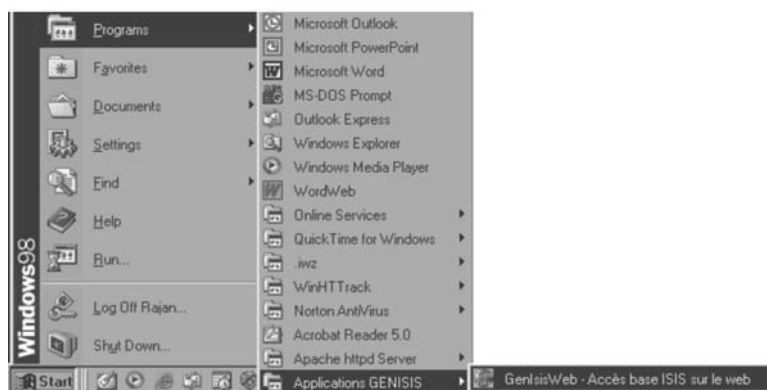 Programs
Favorites
Documents
Settings
Find
Help
Run...
Log Off Rajan...
Shut Down...
Windows98
Start
Microsoft Outlook
Microsoft PowerPoint
Microsoft Word
MS-DOS Prompt
Outlook Express
Windows Explorer
Windows Media Player
WordWeb
Online Services
QuickTime for Windows
.iwz
WinHTTrack
Norton AntiVirus
Acrobat Reader 5.0
Apache httpd Server
Applications GENISIS
GenIsisWeb - Accès base ISIS sur le web